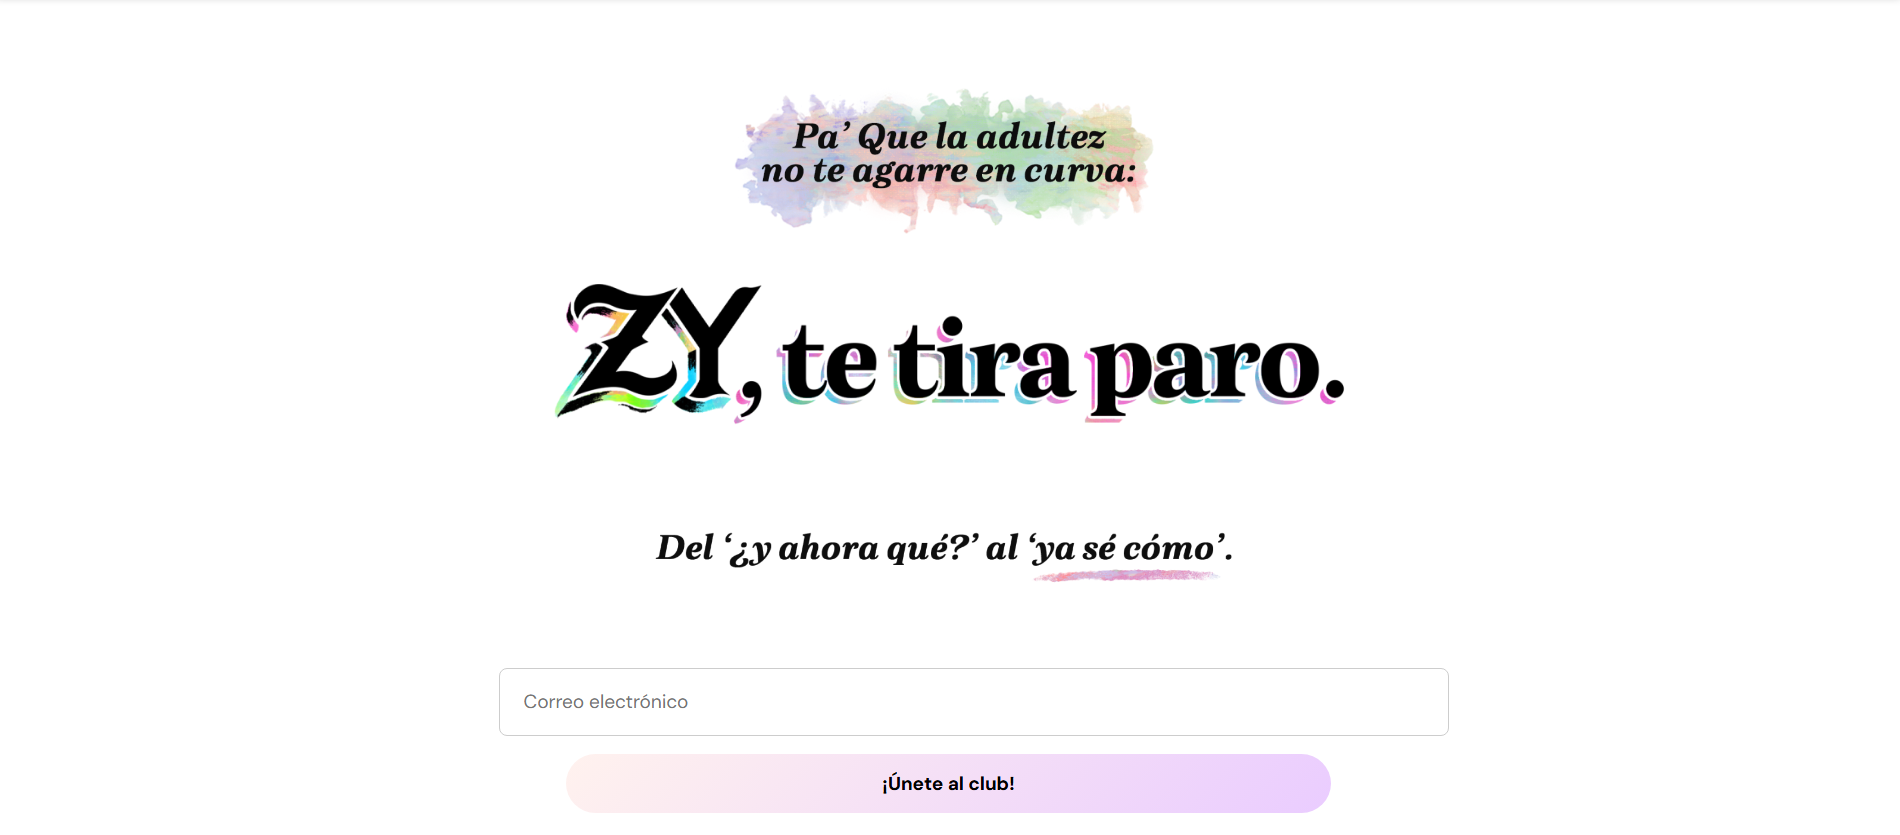 Pa’ Que la adultez
no te agarre en curva:
ZY, te tira paro.
Del ‘¿y ahora qué?’ al ‘ya sé cómo’.
Correo electrónico
¡Únete al club!